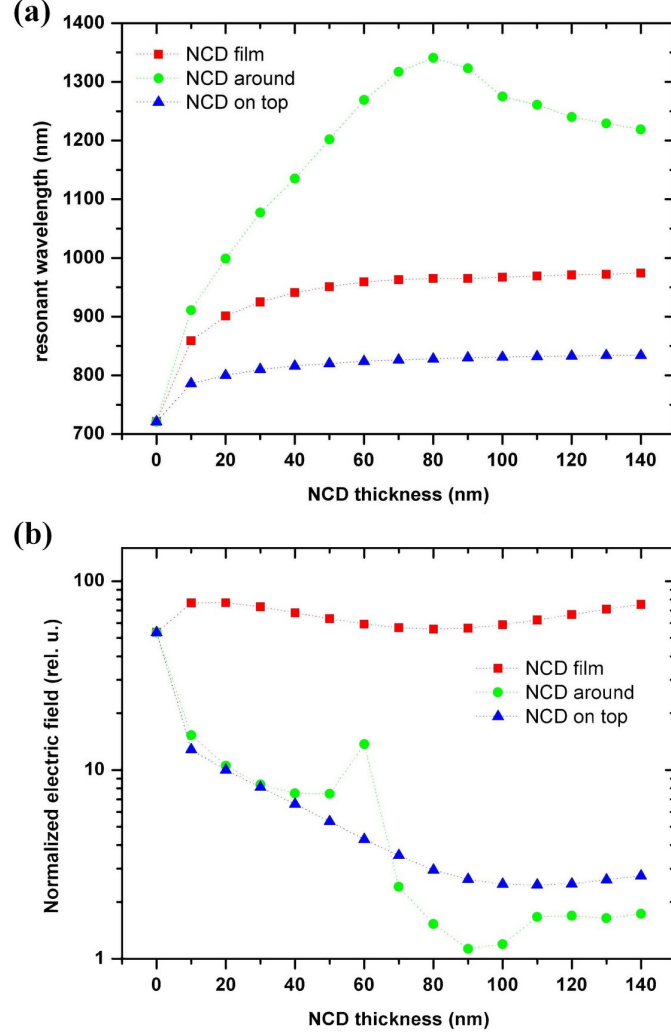 (a)
1400
1300
1200
1100
1000
900
800
700
resonant wavelength (nm)
NCD film
NCD around
NCD on top
0 20 40 60 80 100 120 140
NCD thickness (nm)
(b)
100
10
1
Normalized electric field (rel. u.)
NCD film
NCD around
NCD on top
0 20 40 60 80 100 120 140
NCD thickness (nm)